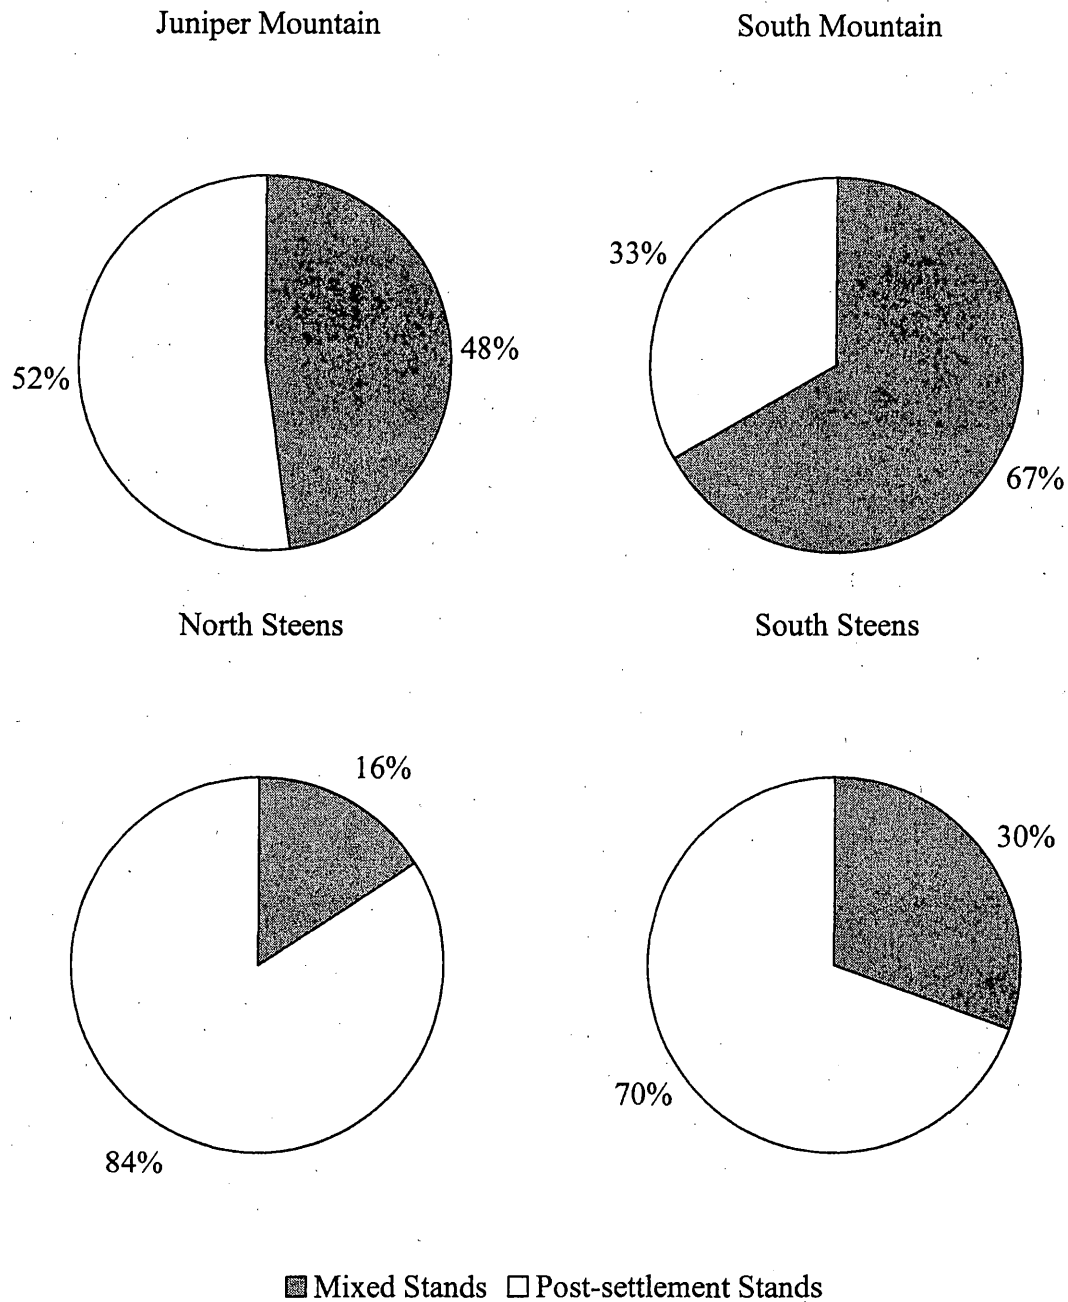 Juniper Mountain
South Mountain
33%
52%
48%
67%
North Steens
South Steens
16%
30%
70%
84%
Mixed Stands Post-settlement Stands